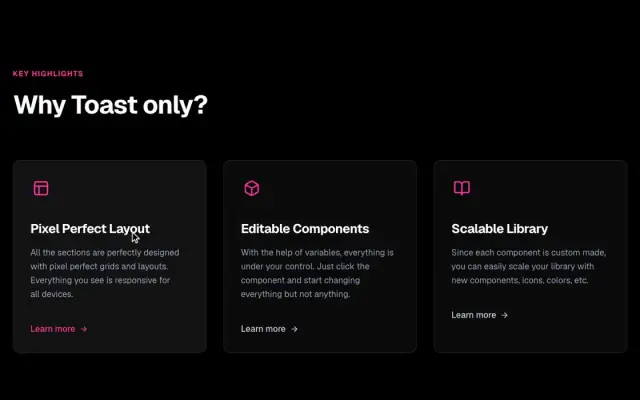 KEY HIGHLIGHTS
Why Toast only?
Pixel Perfect Layout
All the sections are perfectly designed
with pixel perfect grids and layouts.
Everything you see is responsive for
all devices.
Learn more →
Editable Components
With the help of variables, everything is
under your control. Just click the
component and start changing
everything but not anything.
Learn more →
Scalable Library
Since each component is custom made,
you can easily scale your library with
new components, icons, colors, etc.
Learn more →